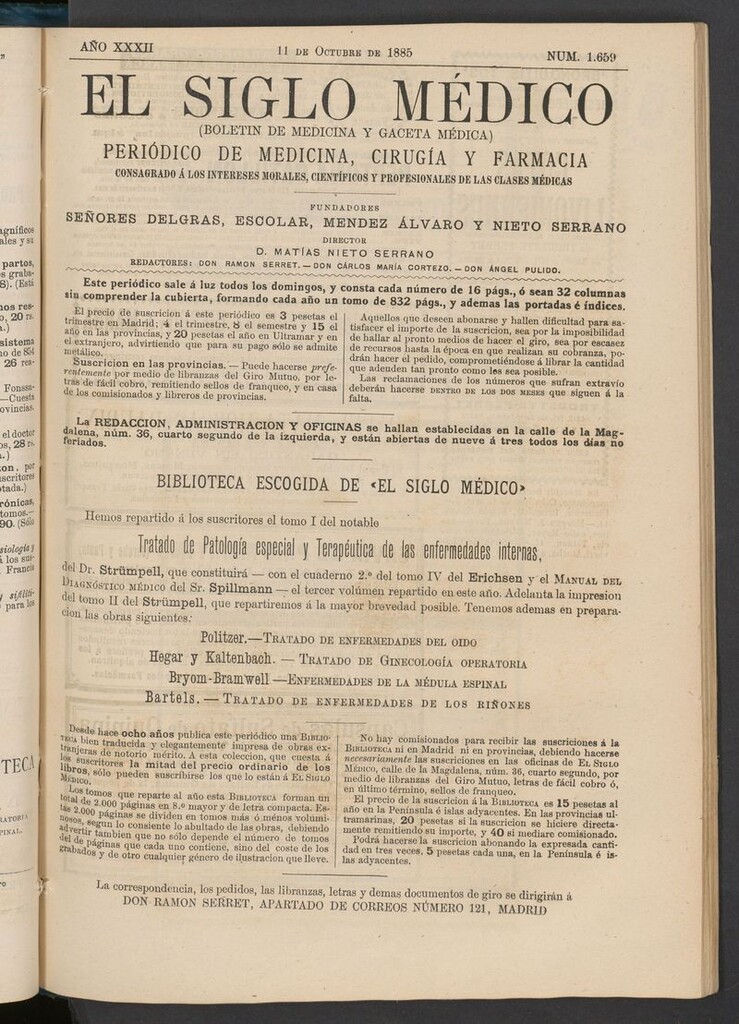 AÑO XXXII
11 DE OCTUBRE DE 1885
NUM. 1.659
EL SIGLO MÉDICO
(BOLETIN DE MEDICINA Y GACETA MÉDICA)
PERIÓDICO DE MEDICINA, CIRUGÍA Y FARMACIA
CONSAGRADO Á LOS INTERESES MORALES, CIENTÍFICOS Y PROFESIONALES DE LAS CLASES MÉDICAS
FUNDADORES
SEÑORES DELGRAS, ESCOLAR, MENDEZ ÁLVARO Y NIETO SERRANO
DIRECTOR
D. MATÍAS NIETO SERRANO
REDACTORES: DON RAMON SERRET.—DON CÁRLOS MARÍA CORTEZO.—DON ÁNGEL PULIDO.
Este periódico sale á luz todos los domingos, y consta cada número de 16 págs., ó sean 32 columnas
sin comprender la cubierta, formando cada año un tomo de 832 págs., y ademas las portadas é índices.
El precio de suscricion á este periódico es 3 pesetas el
trimestre en Madrid; 4 el trimestre, 8 el semestre y 15 el
año en las provincias, y 20 pesetas el año en Ultramar y en
el extranjero, advirtiendo que para su pago sólo se admite
metálico.
Suscricion en las provincias.—Puede hacerse prefe-
rentemente por medio de libranzas del Giro Mutuo, por le-
tras de fácil cobro, remitiendo sellos de franqueo, y en casa
de los comisionados y libreros de provincias.
Aquellos que deseen abonarse y hallen dificultad para sa-
tisfacer el importe de la suscricion, sea por la imposibilidad
de hallar al pronto medios de hacer el giro, sea por escasez
de recursos hasta la época en que realizan su cobranza, po-
drán hacer el pedido, comprometiéndose á librar la cantidad
que adeuden tan pronto como les sea posible.
Las reclamaciones de los números que sufran extravío
deberán hacerse DENTRO DE LOS DOS MESES que siguen á la
falta.
La REDACCION, ADMINISTRACION Y OFICINAS se hallan establecidas en la calle de la Mag-
dalena, núm. 36, cuarto segundo de la izquierda, y están abiertas de nueve á tres todos los días no
feriados.
BIBLIOTECA ESCOGIDA DE «EL SIGLO MÉDICO»
Hemos repartido á los suscritores el tomo I del notable
Tratado de Patología especial y Terapéutica de las enfermedades internas,
del Dr. Strümpell, que constituirá — con el cuaderno 2.º del tomo IV del Erichsen y el MANUAL DEL
DIAGNÓSTICO MÉDICO del Sr. Spillmann — el tercer volúmen repartido en este año. Adelanta la impresion
del tomo II del Strümpell, que repartiremos á la mayor brevedad posible. Tenemos ademas en prepara-
cion las obras siguientes:
Politzer.—TRATADO DE ENFERMEDADES DEL OIDO
Hegar y Kaltenbach. — TRATADO DE GINECOLOGÍA OPERATORIA
Bryom-Bramwell —ENFERMEDADES DE LA MÉDULA ESPINAL
Bartels. — TRATADO DE ENFERMEDADES DE LOS RIÑONES
Desde hace ocho años publica este periódico una BIBLIO-
TECA bien traducida y elegantemente impresa de obras ex-
tranjeras de notorio mérito. A esta coleccion, que cuesta á
los suscritores la mitad del precio ordinario de los
libros, sólo pueden suscribirse los que lo están á EL SIGLO
MÉDICO.
Los tomos que reparte al año esta BIBLIOTECA forman un
total de 2.000 páginas en 8.º mayor y de letra compacta. Es-
tas 2.000 páginas se dividen en tomos más ó ménos volumi-
nosos, segun lo consiente lo abultado de las obras, debiendo
advertir tambien que no sólo depende el número de tomos
del de páginas que cada uno contiene, sino del coste de los
grabados y de otro cualquier género de ilustracion que lleve.
No hay comisionados para recibir las suscriciones á la
BIBLIOTECA ni en Madrid ni en provincias, debiendo hacerse
necesariamente las suscriciones en las oficinas de EL SIGLO
MÉDICO, calle de la Magdalena, núm. 36, cuarto segundo, por
medio de libranzas del Giro Mutuo, letras de fácil cobro ó,
en último término, sellos de franqueo.
El precio de la suscricion á la BIBLIOTECA es 15 pesetas al
año en la Península é islas adyacentes. En las provincias ul-
tramarinas, 20 pesetas si la suscricion se hiciere directa-
mente remitiendo su importe, y 40 si mediare comisionado.
Podrá hacerse la suscricion abonando la expresada canti-
dad en tres veces, 5 pesetas cada una, en la Península é is-
las adyacentes.
La correspondencia, los pedidos, las libranzas, letras y demas documentos de giro se dirigirán á
DON RAMON SERRET, APARTADO DE CORREOS NÚMERO 121, MADRID